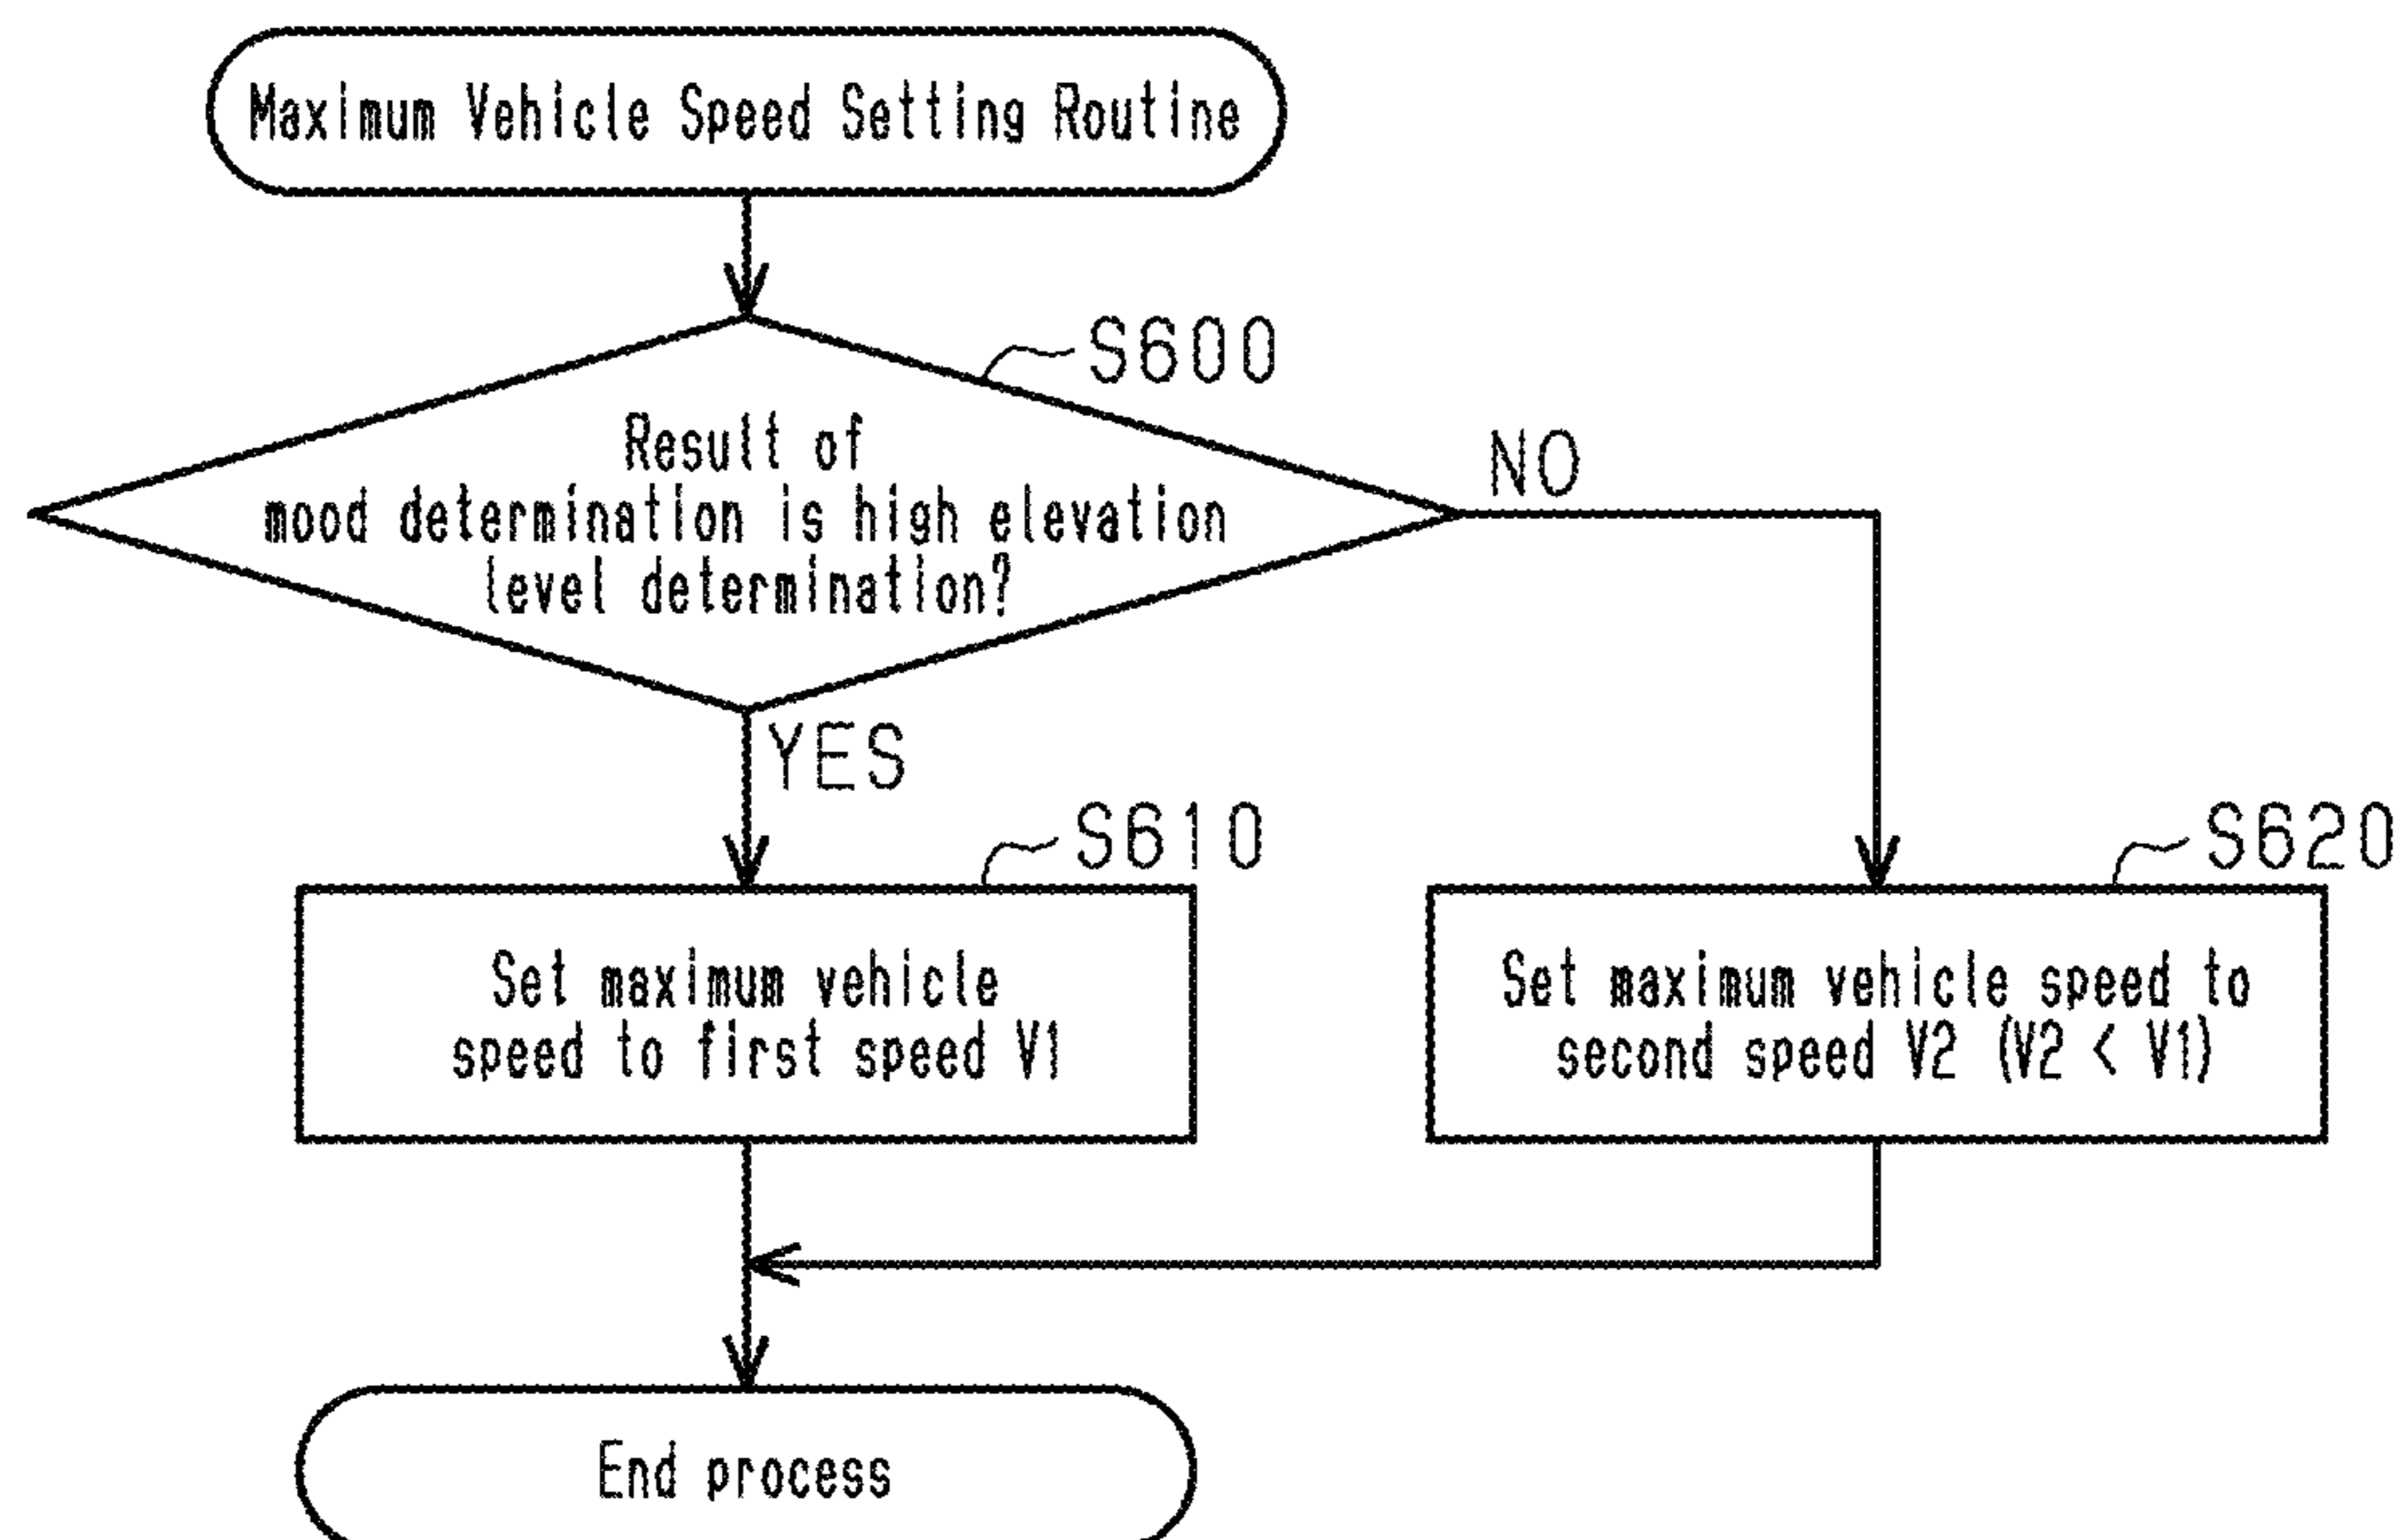 Maximum Vehicle Speed Setting Routine
S600
Result of
mood determination is high elevation
level determination?
NO
YES
S610
Set maximum vehicle
speed to first speed V1
S620
Set maximum vehicle speed to
second speed V2 (V2 < V1)
End process